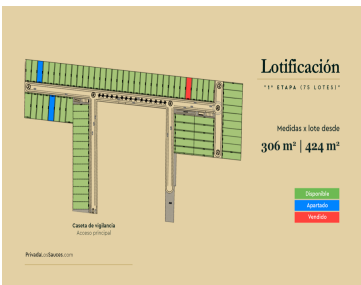 Lotificación
"1ª ETAPA (75 LOTES)"
Medidas x lote desde
306 m² | 424 m²
Disponible
Apartado
Vendido
Caseta de vigilancia
Acceso principal
PrivadaLosSauces.com